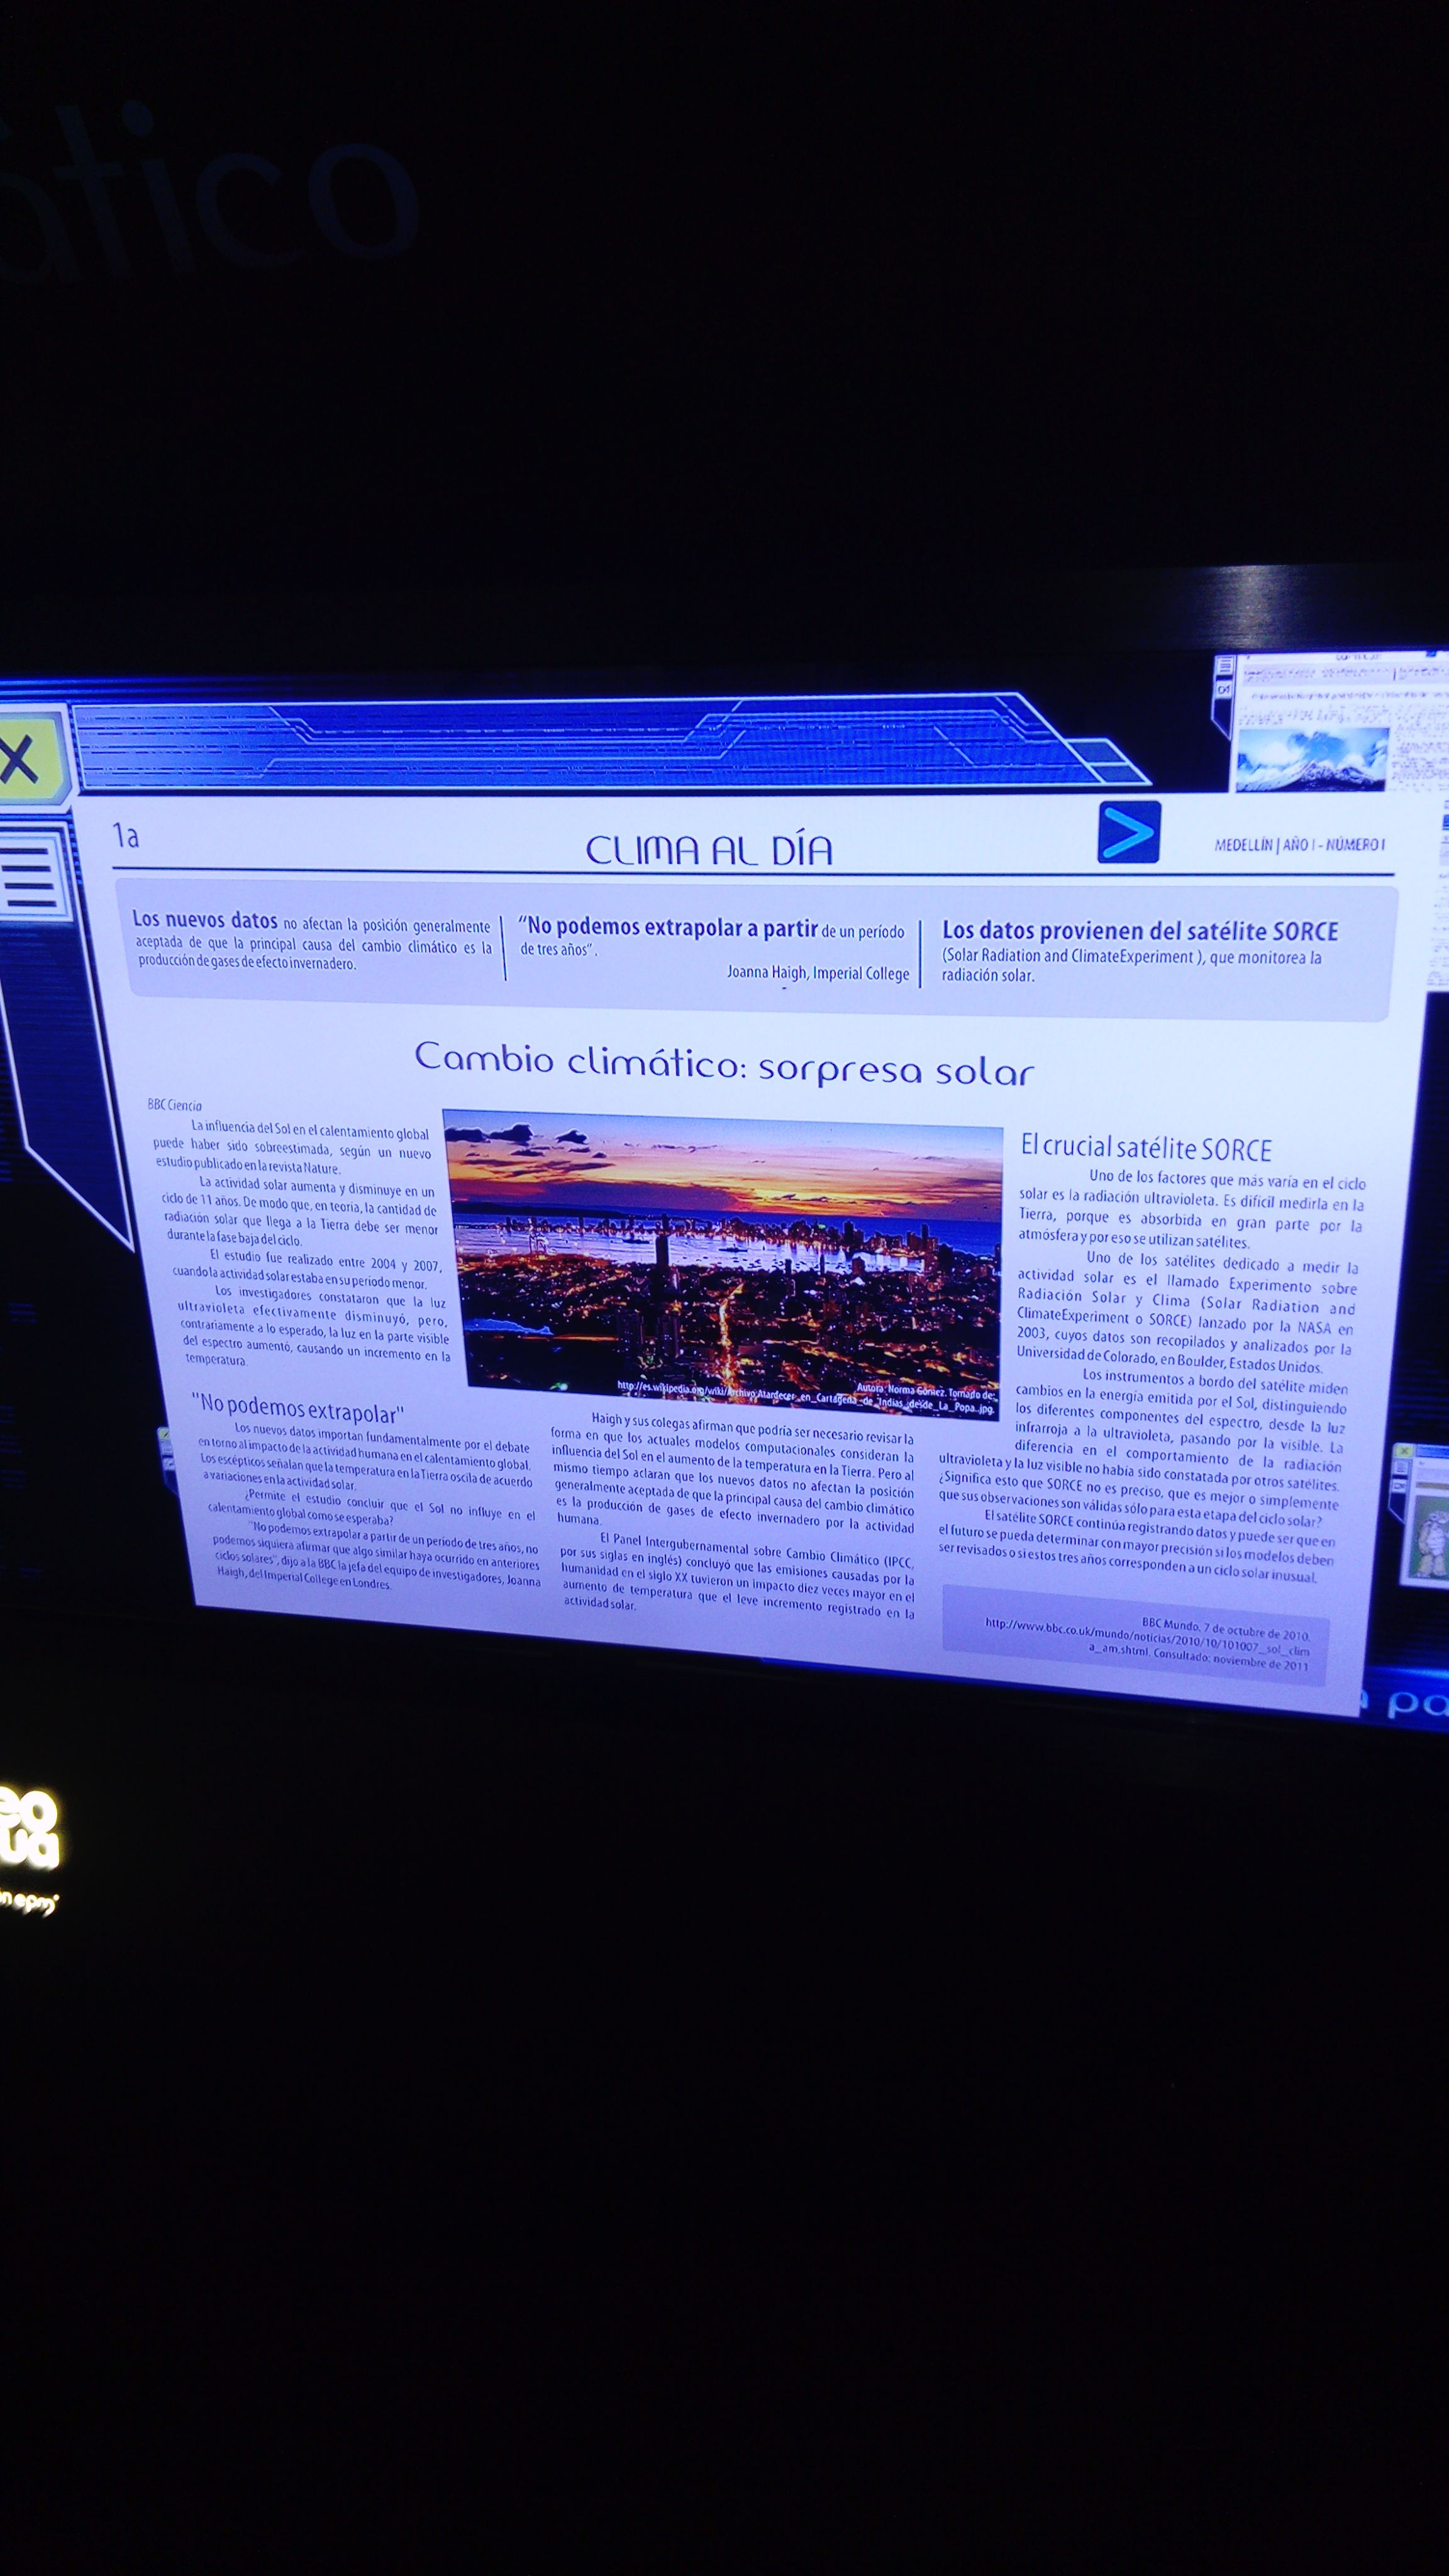 ático
1a
CLIMA AL DÍA
MEDELLÍN | AÑO I - NÚMERO I
Los nuevos datos no afectan la posición generalmente
aceptada de que la principal causa del cambio climático es la
producción de gases de efecto invernadero.
“No podemos extrapolar a partir de un período
de tres años”.
Joanna Haigh, Imperial College
Los datos provienen del satélite SORCE
(Solar Radiation and ClimateExperiment ), que monitorea la
radiación solar.
Cambio climático: sorpresa solar
BBC Ciencia
La influencia del Sol en el calentamiento global
puede haber sido sobreestimada, según un nuevo
estudio publicado en la revista Nature.
La actividad solar aumenta y disminuye en un
ciclo de 11 años. De modo que, en teoría, la cantidad de
radiación solar que llega a la Tierra debe ser menor
durante la fase baja del ciclo.
El estudio fue realizado entre 2004 y 2007,
cuando la actividad solar estaba en su periodo menor.
Los investigadores constataron que la luz
ultravioleta efectivamente disminuyó, pero,
contrariamente a lo esperado, la luz en la parte visible
del espectro aumentó, causando un incremento en la
temperatura.
Autora: Norma Gómez. Tomado de:
http://es.wikipedia.org/wiki/Archivo:Atardecer_en_Cartagena_de_Indias_desde_La_Popa.jpg.
"No podemos extrapolar"
Los nuevos datos importan fundamentalmente por el debate
en torno al impacto de la actividad humana en el calentamiento global.
Los escépticos señalan que la temperatura en la Tierra oscila de acuerdo
a variaciones en la actividad solar.
¿Permite el estudio concluir que el Sol no influye en el
calentamiento global como se esperaba?
"No podemos extrapolar a partir de un periodo de tres años, no
podemos siquiera afirmar que algo similar haya ocurrido en anteriores
ciclos solares", dijo a la BBC la jefa del equipo de investigadores, Joanna
Haigh, del Imperial College en Londres.
Haigh y sus colegas afirman que podría ser necesario revisar la
forma en que los actuales modelos computacionales consideran la
influencia del Sol en el aumento de la temperatura en la Tierra. Pero al
mismo tiempo aclaran que los nuevos datos no afectan la posición
generalmente aceptada de que la principal causa del cambio climático
es la producción de gases de efecto invernadero por la actividad
humana.
El Panel Intergubernamental sobre Cambio Climático (IPCC,
por sus siglas en inglés) concluyó que las emisiones causadas por la
humanidad en el siglo XX tuvieron un impacto diez veces mayor en el
aumento de temperatura que el leve incremento registrado en la
actividad solar.
El crucial satélite SORCE
Uno de los factores que más varía en el ciclo
solar es la radiación ultravioleta. Es difícil medirla en la
Tierra, porque es absorbida en gran parte por la
atmósfera y por eso se utilizan satélites.
Uno de los satélites dedicado a medir la
actividad solar es el llamado Experimento sobre
Radiación Solar y Clima (Solar Radiation and
ClimateExperiment o SORCE) lanzado por la NASA en
2003, cuyos datos son recopilados y analizados por la
Universidad de Colorado, en Boulder, Estados Unidos.
Los instrumentos a bordo del satélite miden
cambios en la energía emitida por el Sol, distinguiendo
los diferentes componentes del espectro, desde la luz
infrarroja a la ultravioleta, pasando por la visible. La
diferencia en el comportamiento de la radiación
ultravioleta y la luz visible no había sido constatada por otros satélites.
¿Significa esto que SORCE no es preciso, que es mejor o simplemente
que sus observaciones son válidas sólo para esta etapa del ciclo solar?
El satélite SORCE continúa registrando datos y puede ser que en
el futuro se pueda determinar con mayor precisión si los modelos deben
ser revisados o si estos tres años corresponden a un ciclo solar inusual.
BBC Mundo, 7 de octubre de 2010.
http://www.bbc.co.uk/mundo/noticias/2010/10/101007_sol_clim
a_am.shtml. Consultado: noviembre de 2011
pa
eo
ua
ón epm